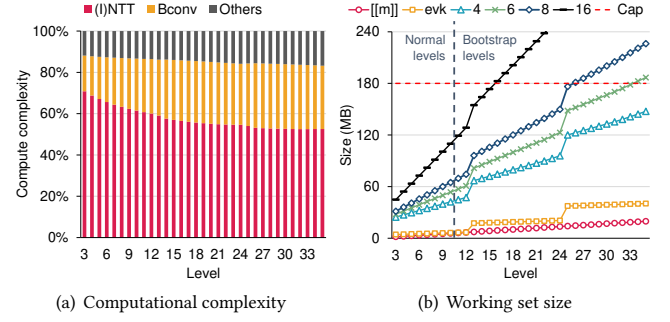 (I)NTT Bconv Others
100%
80%
60%
40%
20%
0%
Compute complexity
3 6 9 12 15 18 21 24 27 30 33
Level
(a) Computational complexity
[[m]] evk 4 6 8 16 Cap
240
180
120
60
0
Size (MB)
Normal levels
Bootstrap levels
3 6 9 12 15 18 21 24 27 30 33
Level
(b) Working set size